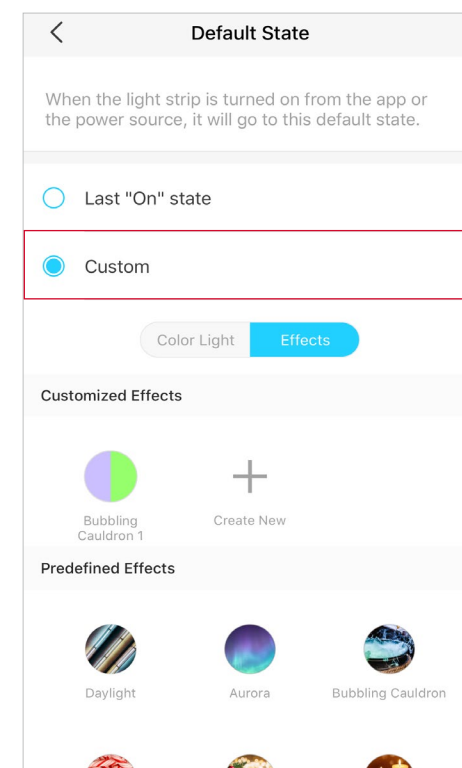 Default State
When the light strip is turned on from the app or
the power source, it will go to this default state.
Last "On" state
Custom
Color Light Effects
Customized Effects
Bubbling
Cauldron 1
Create New
Predefined Effects
Daylight Aurora Bubbling Cauldron